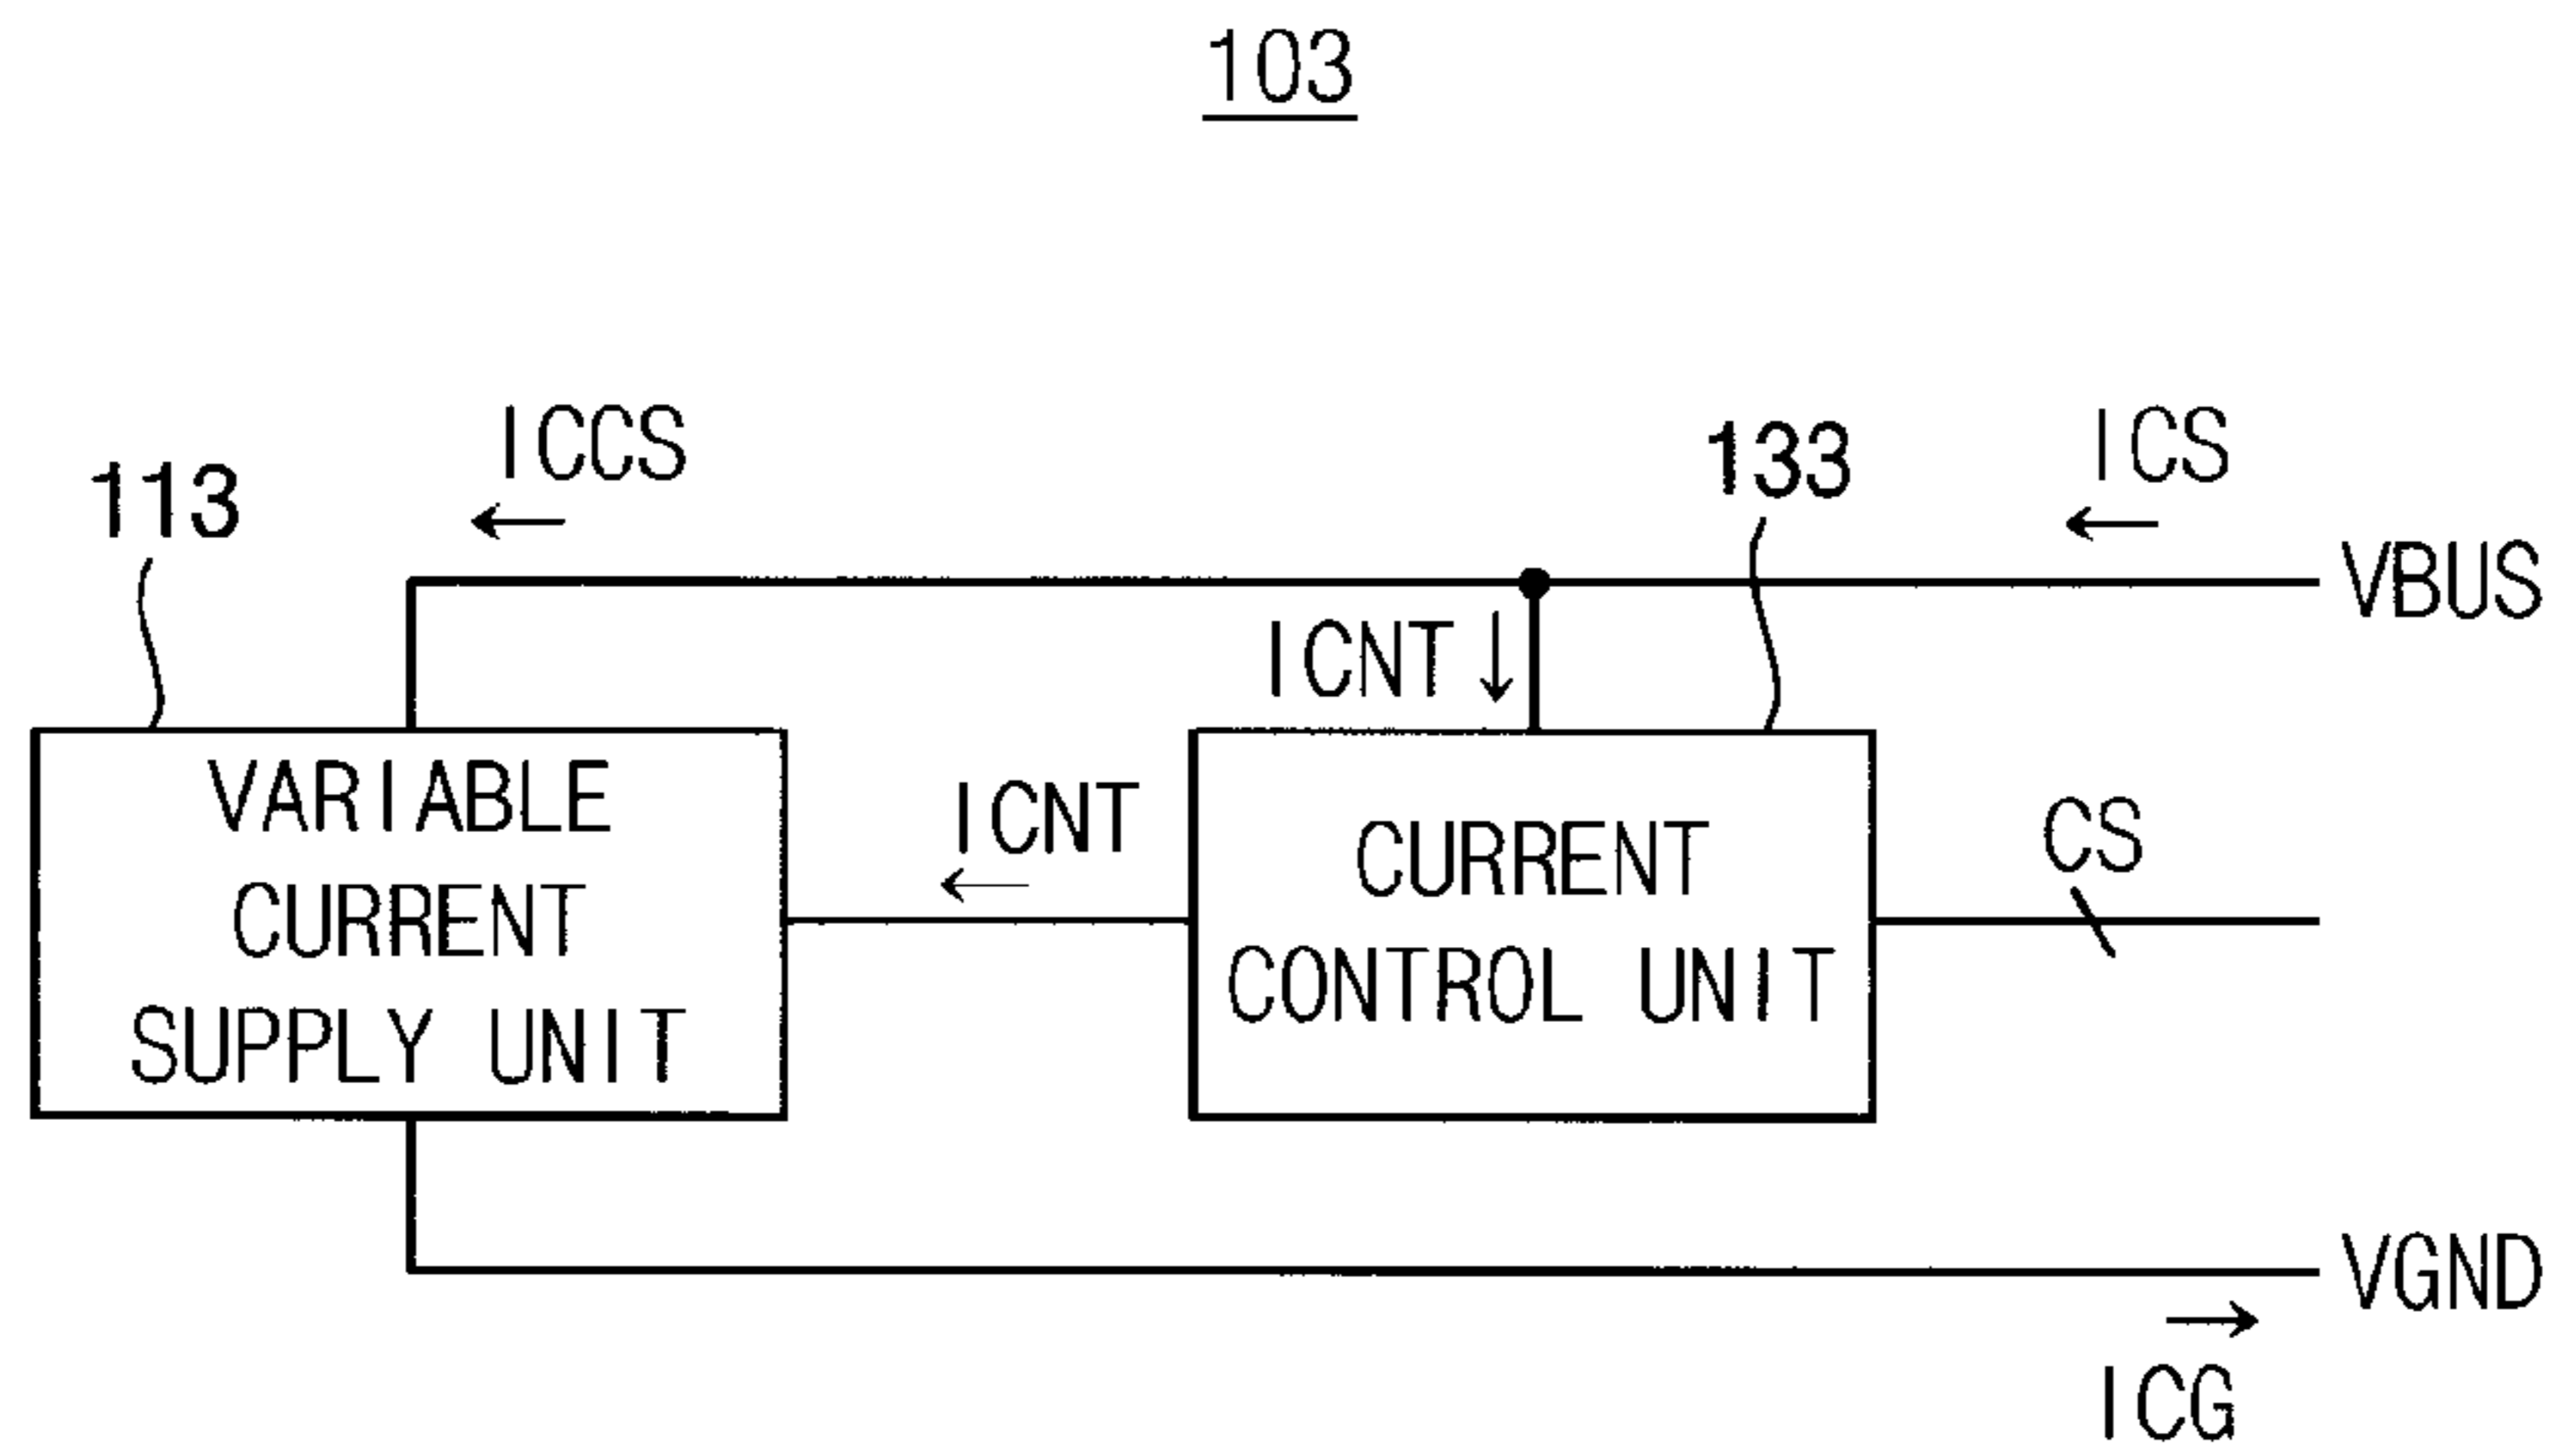 103
ICCS
ICS
113
133
VBUS
ICNT
VARIABLE
CURRENT
SUPPLY UNIT
ICNT
CURRENT
CONTROL UNIT
CS
VGND
ICG